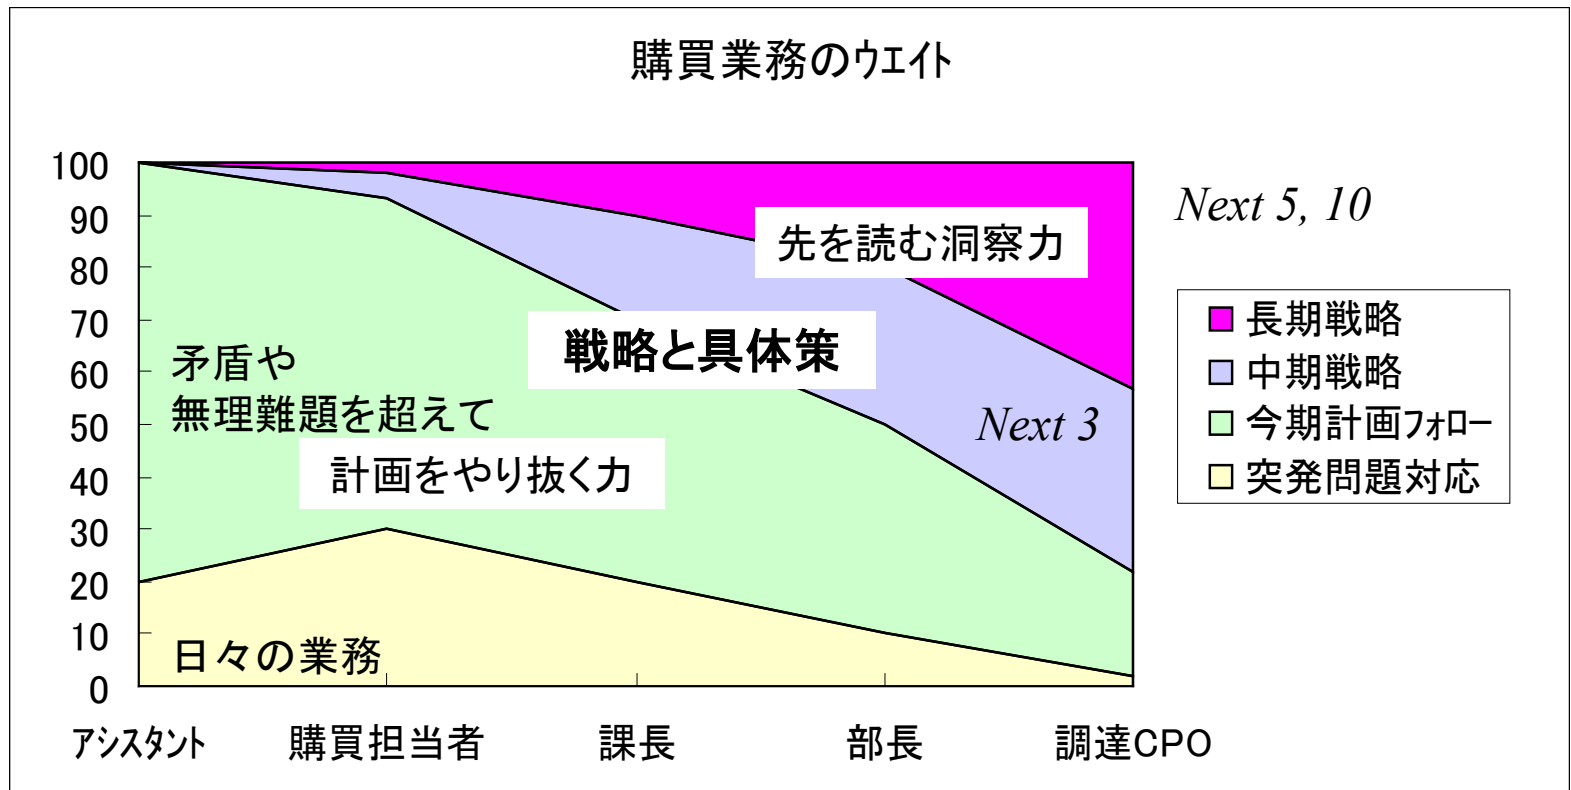 購買業務のｳｴｲﾄ
100
90
80
70
60
50
40
30
20
10
0
先を読む洞察力
戦略と具体策
矛盾や
無理難題を超えて
計画をやり抜く力
日々の業務
Next 3
Next 5, 10
長期戦略
中期戦略
今期計画ﾌｫﾛｰ
突発問題対応
ｱｼｽﾀﾝﾄ
購買担当者
課長
部長
調達CPO